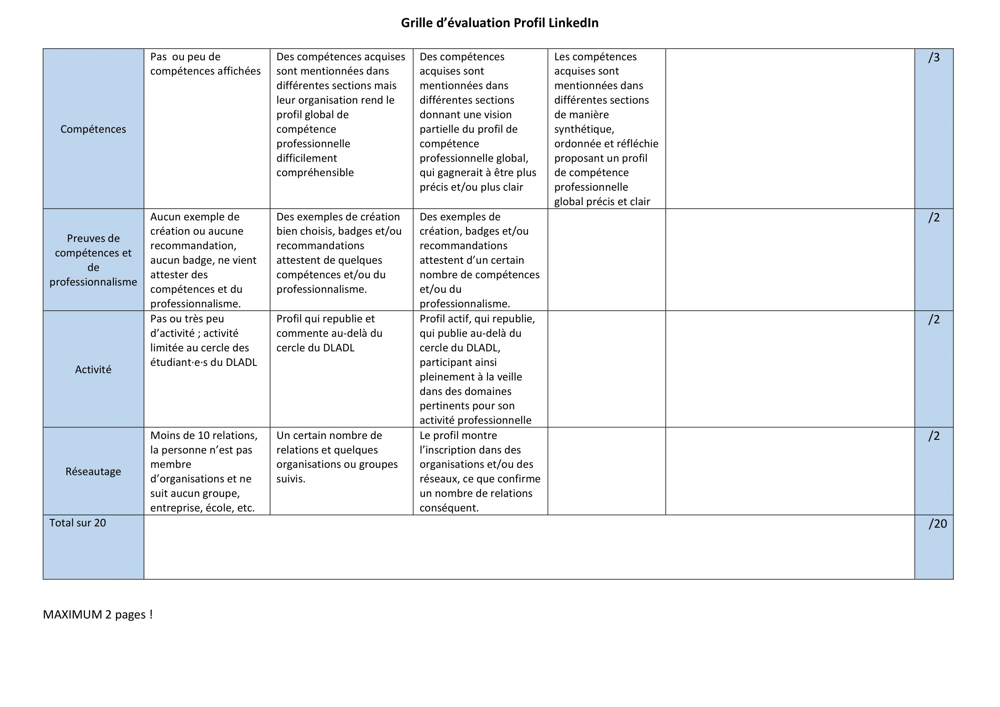 Grille d’évaluation Profil LinkedIn
Compétences
Pas  ou peu de
compétences affichées
Des compétences acquises
sont mentionnées dans
différentes sections mais
leur organisation rend le
profil global de
compétence
professionnelle
difficilement
compréhensible
Des compétences
acquises sont
mentionnées dans
différentes sections
donnant une vision
partielle du profil de
compétence
professionnelle global,
qui gagnerait à être plus
précis et/ou plus clair
Les compétences
acquises sont
mentionnées dans
différentes sections
de manière
synthétique,
ordonnée et réfléchie
proposant un profil
de compétence
professionnelle
global précis et clair
/3
Preuves de
compétences et
de
professionnalisme
Aucun exemple de
création ou aucune
recommandation,
aucun badge, ne vient
attester des
compétences et du
professionnalisme.
Des exemples de création
bien choisis, badges et/ou
recommandations
attestent de quelques
compétences et/ou du
professionnalisme.
Des exemples de
création, badges et/ou
recommandations
attestent d’un certain
nombre de compétences
et/ou du
professionnalisme.
/2
Activité
Pas ou très peu
d’activité ; activité
limitée au cercle des
étudiant·e·s du DLADL
Profil qui republie et
commente au-delà du
cercle du DLADL
Profil actif, qui republie,
qui publie au-delà du
cercle du DLADL,
participant ainsi
pleinement à la veille
dans des domaines
pertinents pour son
activité professionnelle
/2
Réseautage
Moins de 10 relations,
la personne n’est pas
membre
d’organisations et ne
suit aucun groupe,
entreprise, école, etc.
Un certain nombre de
relations et quelques
organisations ou groupes
suivis.
Le profil montre
l’inscription dans des
organisations et/ou des
réseaux, ce que confirme
un nombre de relations
conséquent.
/2
Total sur 20
/20
MAXIMUM 2 pages !